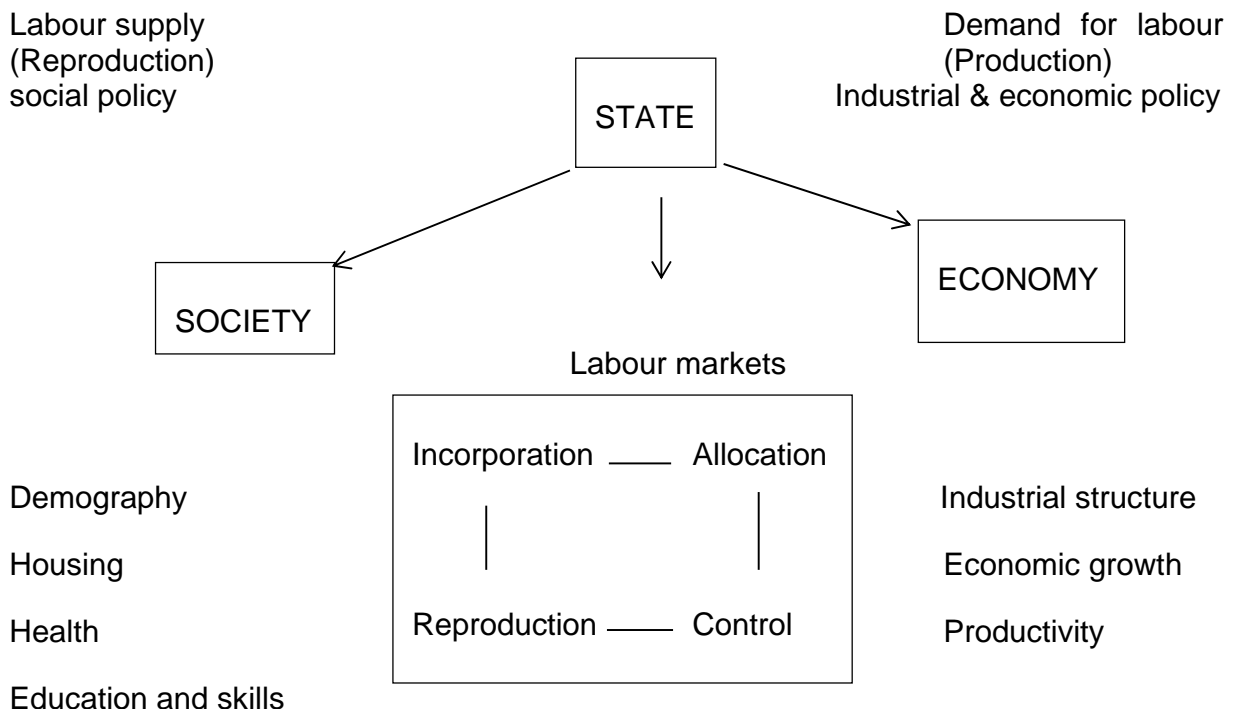 Labour supply
(Reproduction)
social policy
Demand for labour
(Production)
Industrial & economic policy
STATE
SOCIETY
ECONOMY
Labour markets
Incorporation
Allocation
Reproduction
Control
Demography
Housing
Health
Education and skills
Industrial structure
Economic growth
Productivity